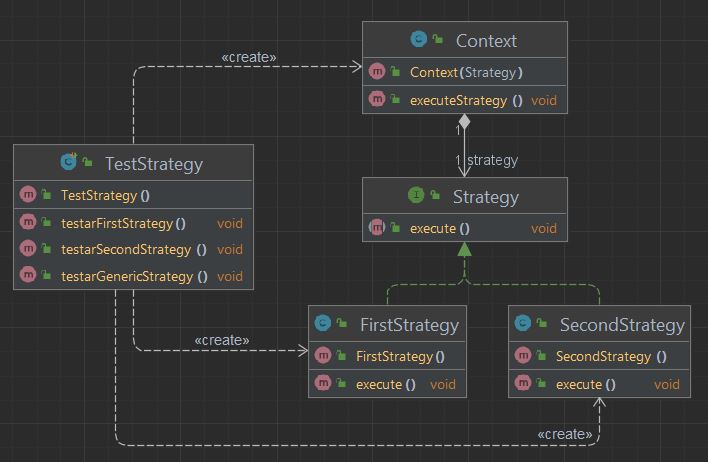 Context
Context(Strategy)
executeStrategy () void
«create»
1
1 strategy
TestStrategy
TestStrategy ()
testarFirstStrategy() void
testarSecondStrategy () void
testarGenericStrategy () void
Strategy
execute () void
«create»
FirstStrategy
FirstStrategy ()
execute () void
SecondStrategy
SecondStrategy ()
execute () void
«create»